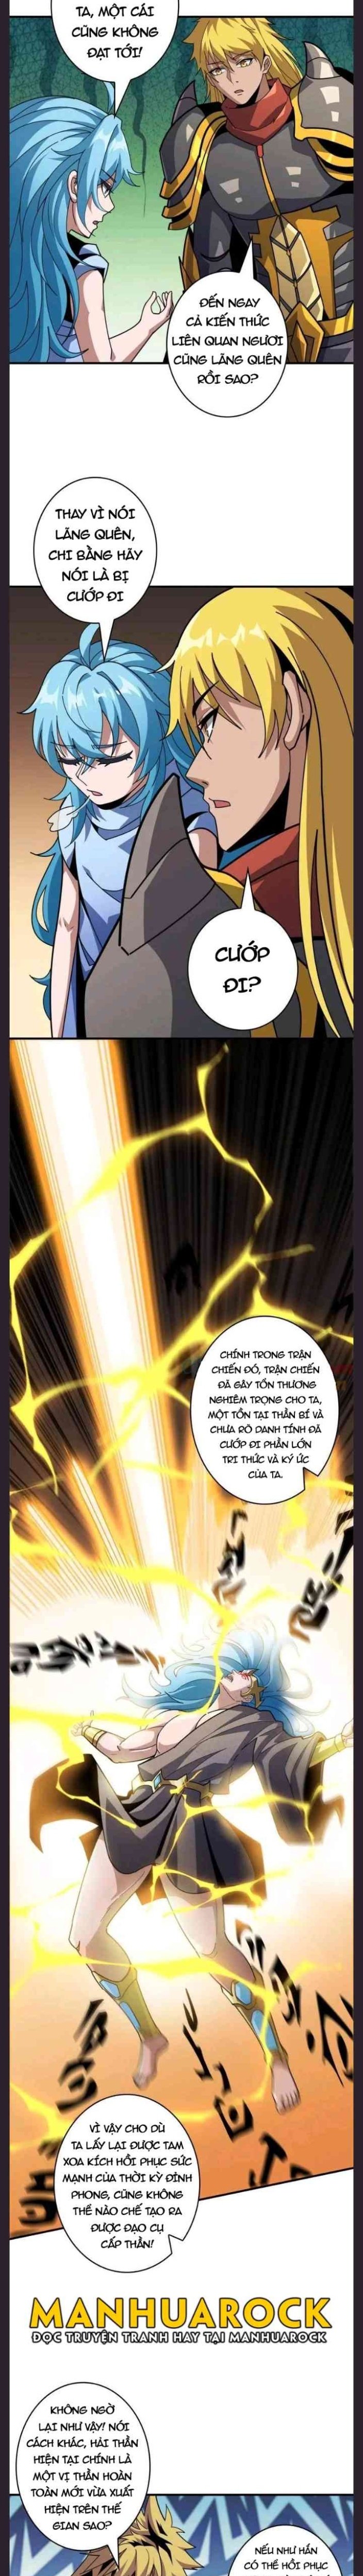 TA, MỘT CÁI
CŨNG KHÔNG
ĐẠT TỚI!
ĐẾN NGAY
CẢ KIẾN THỨC
LIÊN QUAN NGƯƠI
CŨNG LÃNG QUÊN
RỒI SAO?
THAY VÌ NÓI
LÃNG QUÊN,
CHI BẰNG HÃY
NÓI LÀ BỊ
CƯỚP ĐI
CƯỚP
ĐI?
CHÍNH TRONG TRẬN
CHIẾN ĐÓ, TRẬN CHIẾN
ĐÃ GÂY TỔN THƯƠNG
NGHIÊM TRỌNG CHO TA,
MỘT TỒN TẠI THẦN BÍ VÀ
CHƯA RÕ DANH TÍNH ĐÃ
CƯỚP ĐI PHẦN LỚN
TRI THỨC VÀ KÝ ỨC
CỦA TA.
VÌ VẬY CHO DÙ
TA LẤY LẠI ĐƯỢC TAM
XOA KÍCH HỒI PHỤC SỨC
MẠNH CỦA THỜI KỲ ĐỈNH
PHONG, CŨNG KHÔNG
THỂ NÀO CHẾ TẠO RA
ĐƯỢC ĐẠO CỤ
CẤP THẦN!
MANHUAROCK
ĐỌC TRUYỆN TRANH HAY TẠI MANHUAROCK
KHÔNG NGỜ
LẠI NHƯ VẬY! NÓI
CÁCH KHÁC, HẢI THẦN
HIỆN TẠI CHÍNH LÀ
MỘT VỊ THẦN HOÀN
TOÀN MỚI VỪA XUẤT
HIỆN TRÊN THẾ
GIAN SAO?
NẾU NHƯ HẮN
CÓ THỂ HỒI PHỤC